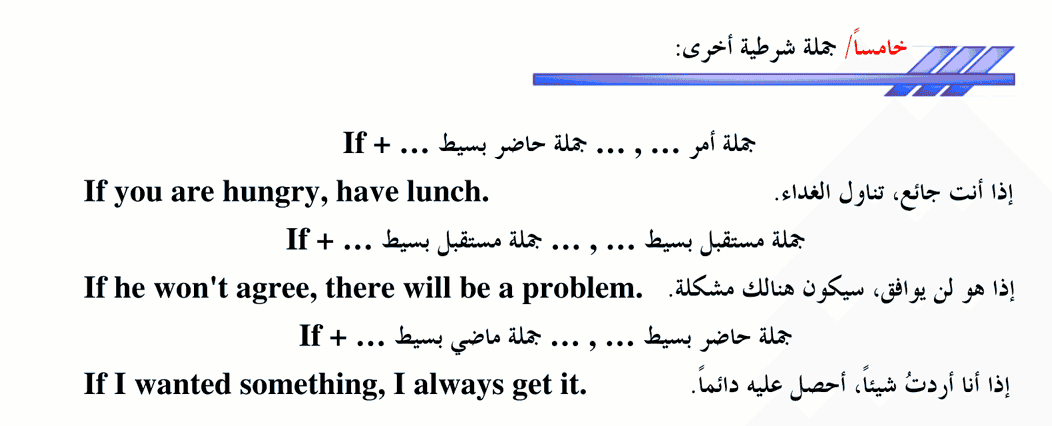 خامساً/ جملة شرطية أخرى:
If + … جملة حاضر بسيط … , … جملة أمر
If you are hungry, have lunch. إذا أنت جائع، تناول الغداء.
If + … جملة مستقبل بسيط … , … جملة مستقبل بسيط
If he won't agree, there will be a problem. إذا هو لن يوافق، سيكون هنالك مشكلة.
If + … جملة ماضي بسيط … , … جملة حاضر بسيط
If I wanted something, I always get it. إذا أنا أردتُ شيئاً، أحصل عليه دائماً.